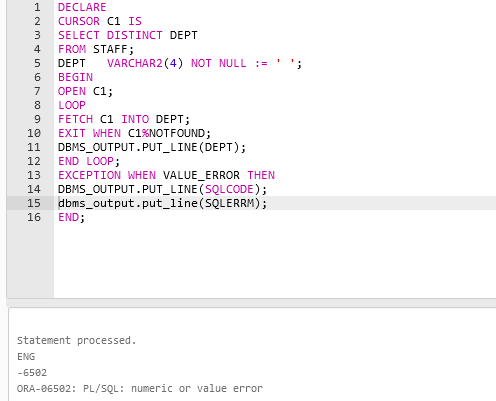 1 DECLARE
2 CURSOR C1 IS
3 SELECT DISTINCT DEPT
4 FROM STAFF;
5 DEPT   VARCHAR2(4) NOT NULL := ' ';
6 BEGIN
7 OPEN C1;
8 LOOP
9 FETCH C1 INTO DEPT;
10 EXIT WHEN C1%NOTFOUND;
11 DBMS_OUTPUT.PUT_LINE(DEPT);
12 END LOOP;
13 EXCEPTION WHEN VALUE_ERROR THEN
14 DBMS_OUTPUT.PUT_LINE(SQLCODE);
15 dbms_output.put_line(SQLERRM);
16 END;
Statement processed.
ENG
-6502
ORA-06502: PL/SQL: numeric or value error